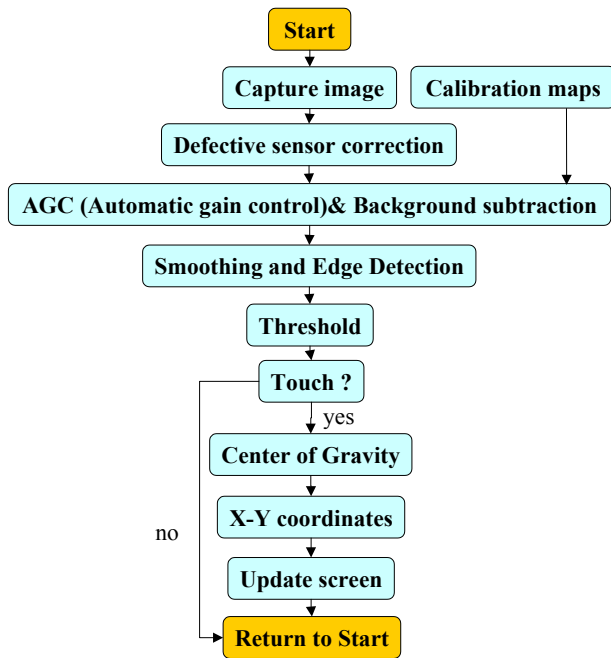 Start
Capture image
Calibration maps
Defective sensor correction
AGC (Automatic gain control)& Background subtraction
Smoothing and Edge Detection
Threshold
Touch ?
yes
Center of Gravity
X-Y coordinates
no
Update screen
Return to Start